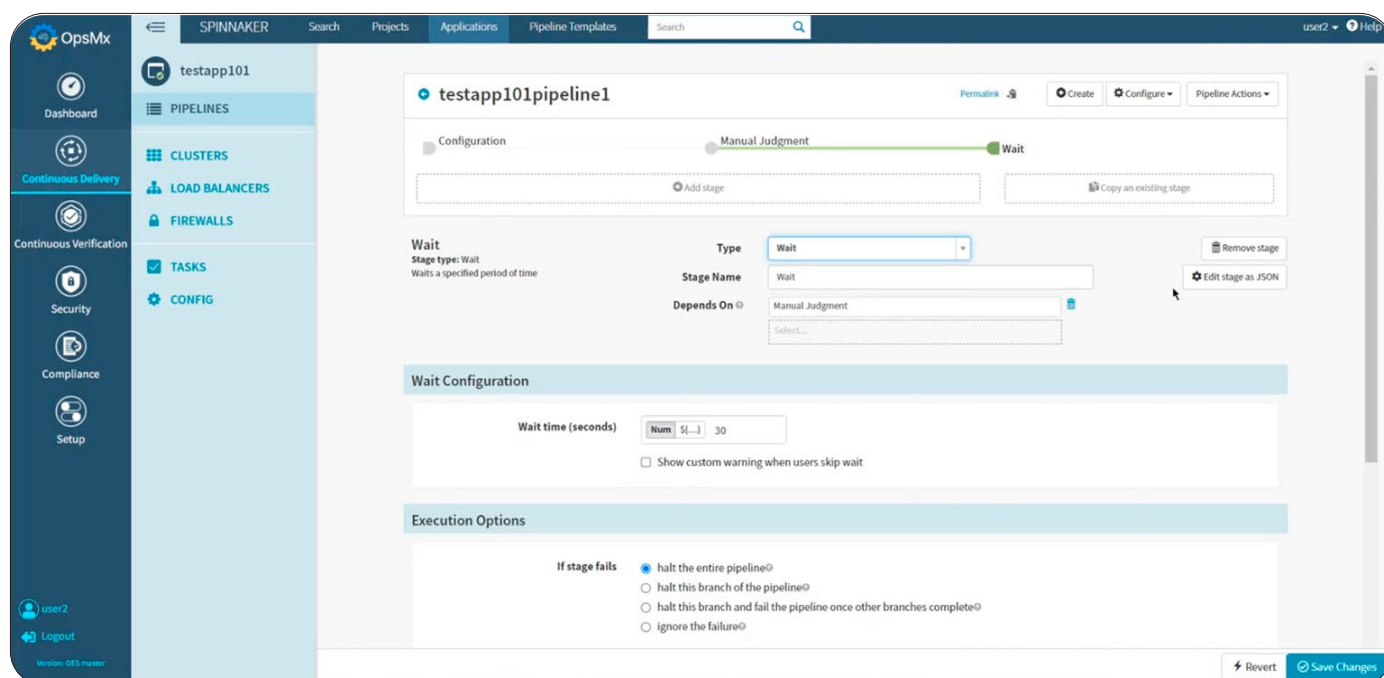 OpsMx
SPINNAKER Search Projects Applications Pipeline Templates Search user2 Help
Dashboard
Continuous Delivery
Continuous Verification
Security
Compliance
Setup
user2
Logout
Version: OES master
testapp101
PIPELINES
CLUSTERS
LOAD BALANCERS
FIREWALLS
TASKS
CONFIG
testapp101pipeline1
Permalink Create Configure Pipeline Actions
Configuration Manual Judgment Wait
Add stage Copy an existing stage
Wait
Stage type: Wait
Waits a specified period of time
Type Wait Remove stage
Stage Name Wait Edit stage as JSON
Depends On Manual Judgment
Select...
Wait Configuration
Wait time (seconds) Num ${...} 30
Show custom warning when users skip wait
Execution Options
If stage fails halt the entire pipeline
halt this branch of the pipeline
halt this branch and fail the pipeline once other branches complete
ignore the failure
Revert Save Changes